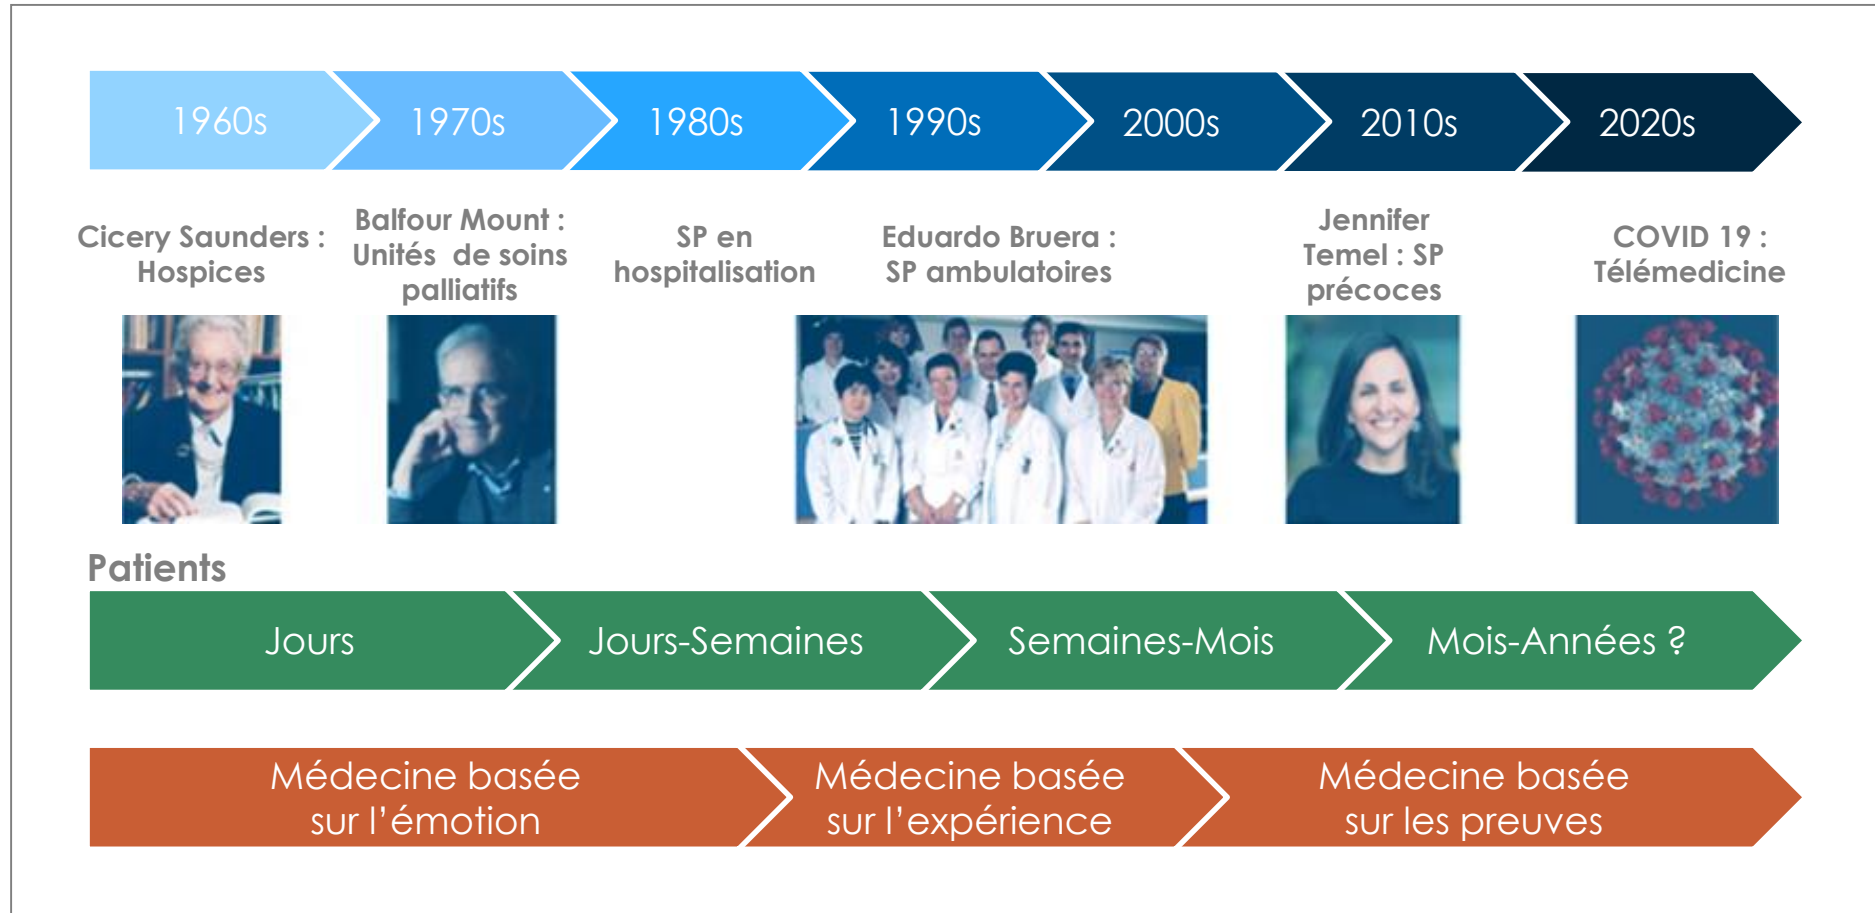 1960s
1970s
1980s
1990s
2000s
2010s
2020s
Cicery Saunders :
Hospices
Balfour Mount :
Unités de soins
palliatifs
SP en
hospitalisation
Eduardo Bruera :
SP ambulatoires
Jennifer
Temel : SP
précoces
COVID 19 :
Télémedicine
Patients
Jours
Jours-Semaines
Semaines-Mois
Mois-Années ?
Médecine basée
sur l’émotion
Médecine basée
sur l’expérience
Médecine basée
sur les preuves